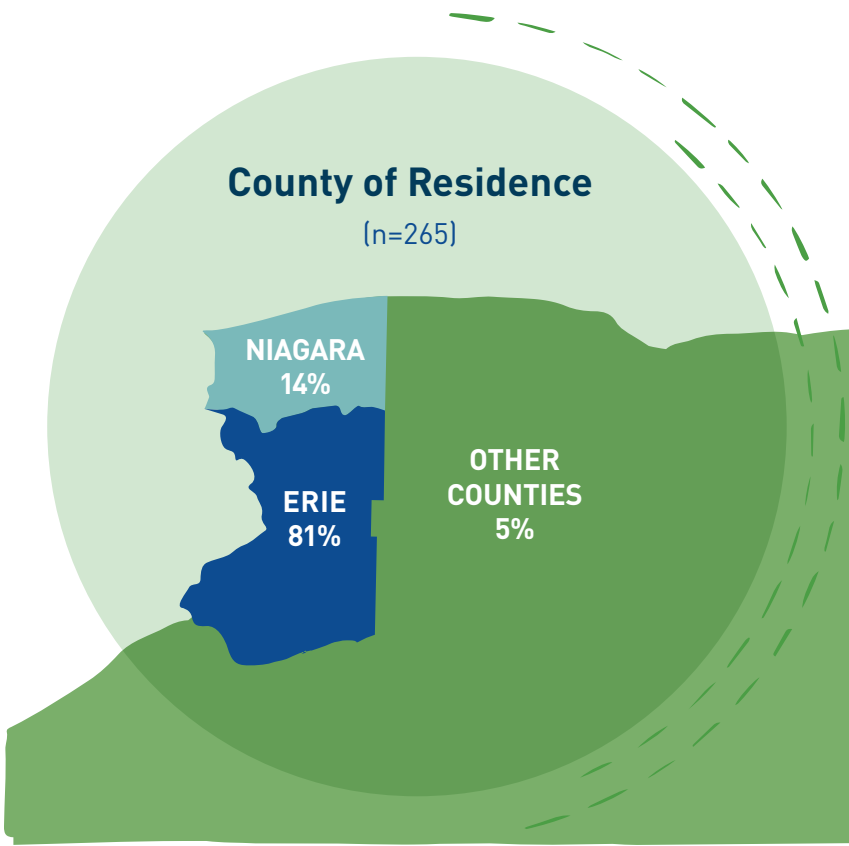 County of Residence
(n=265)
NIAGARA
14%
ERIE
81%
OTHER
COUNTIES
5%